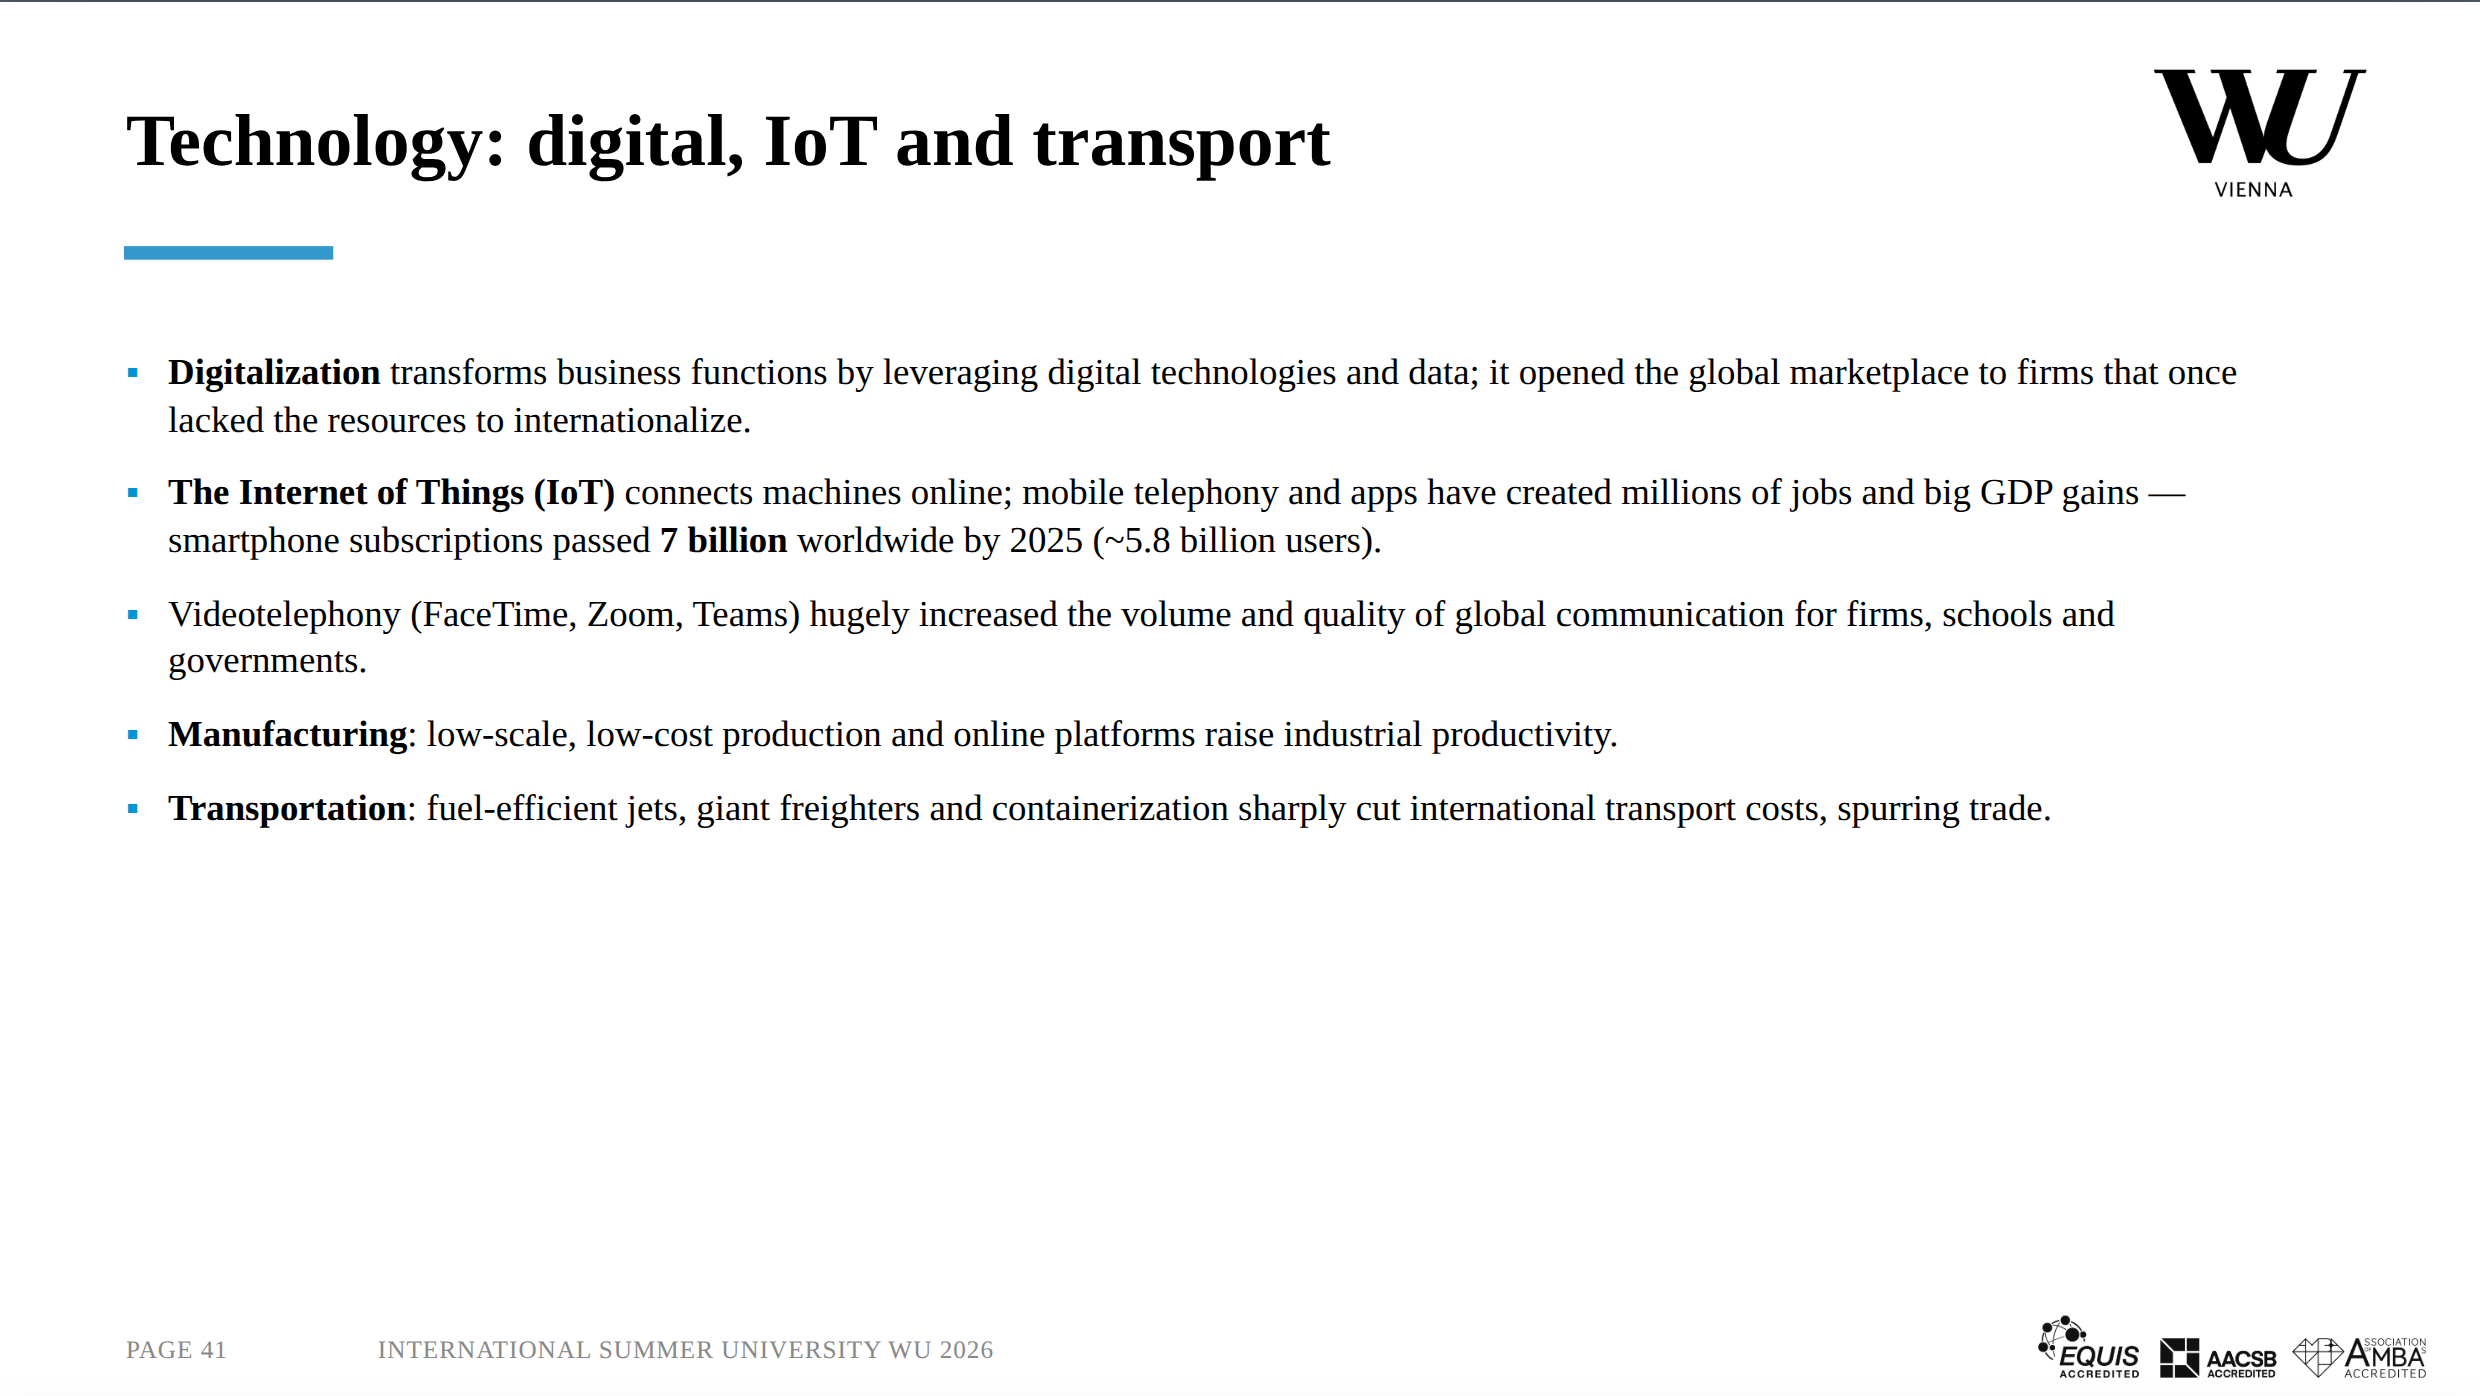 Technology: digital, IoT and transport
WU
VIENNA
▪ Digitalization transforms business functions by leveraging digital technologies and data; it opened the global marketplace to firms that once
lacked the resources to internationalize.
▪ The Internet of Things (IoT) connects machines online; mobile telephony and apps have created millions of jobs and big GDP gains —
smartphone subscriptions passed 7 billion worldwide by 2025 (~5.8 billion users).
▪ Videotelephony (FaceTime, Zoom, Teams) hugely increased the volume and quality of global communication for firms, schools and
governments.
▪ Manufacturing: low-scale, low-cost production and online platforms raise industrial productivity.
▪ Transportation: fuel-efficient jets, giant freighters and containerization sharply cut international transport costs, spurring trade.
PAGE 41
INTERNATIONAL SUMMER UNIVERSITY WU 2026
EQUIS
ACCREDITED
AACSB
ACCREDITED
ASSOCIATION
OF MBAS
ACCREDITED